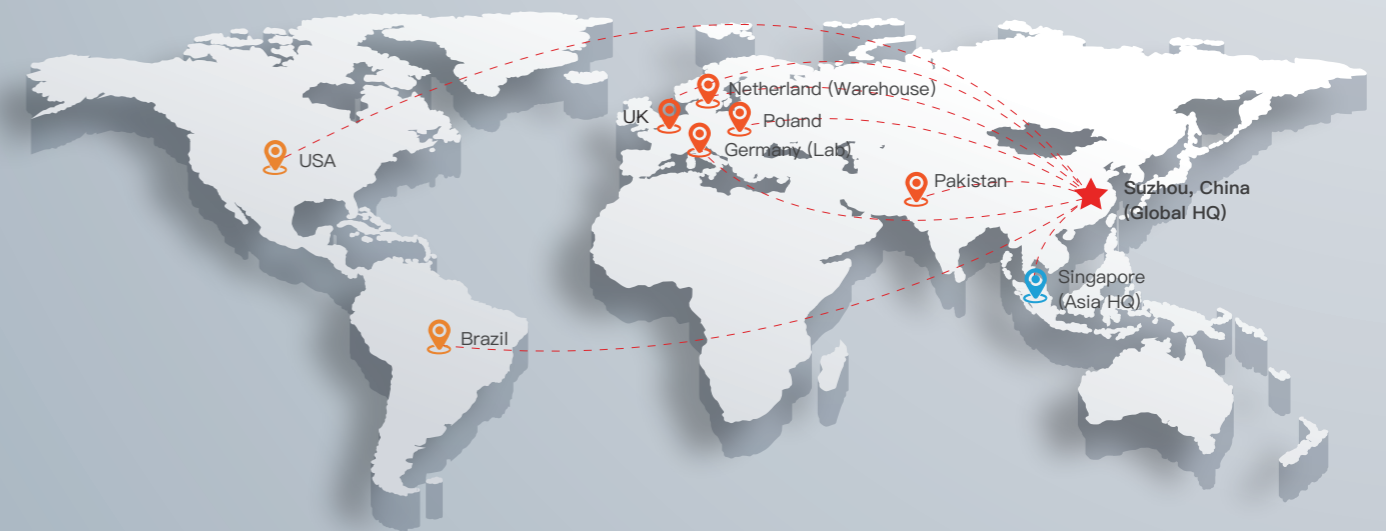 Netherland (Warehouse)
UK
Poland
Germany (Lab)
USA
Pakistan
Suzhou, China
(Global HQ)
Singapore
(Asia HQ)
Brazil